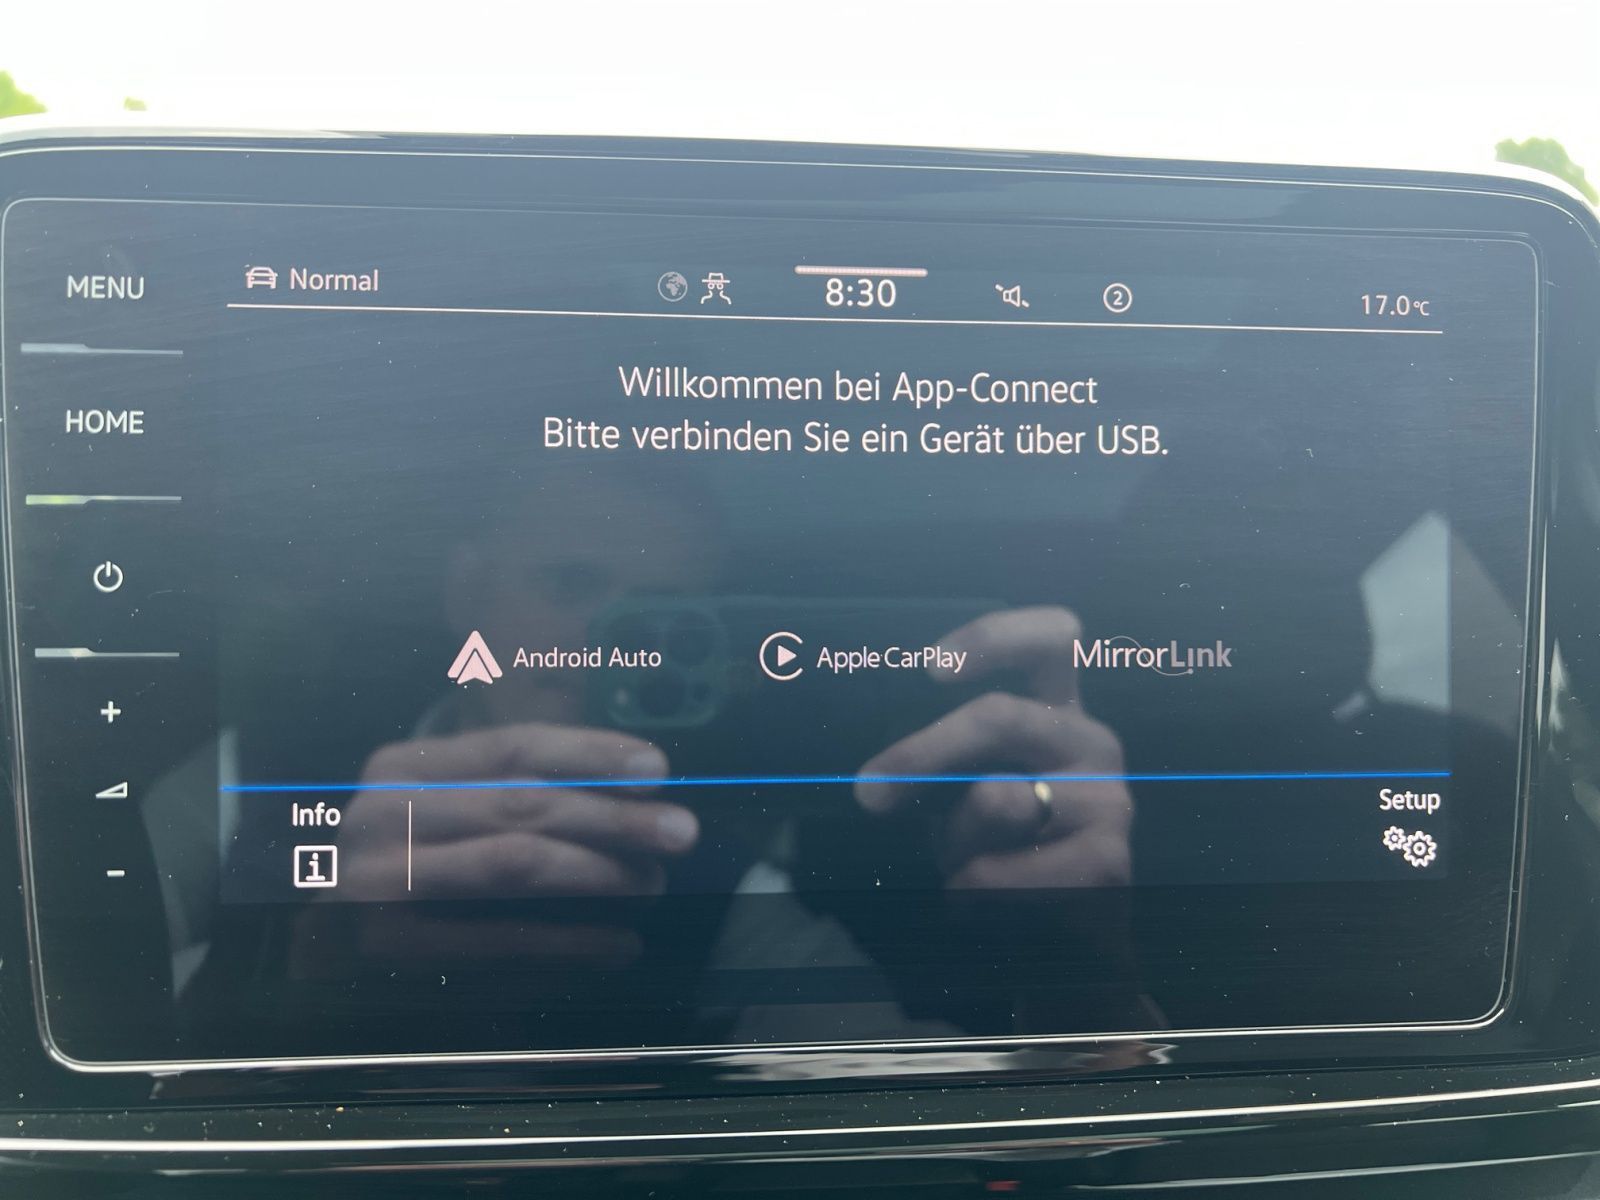 MENU
Normal
8:30
2
17.0°C
Willkommen bei App-Connect
HOME
Bitte verbinden Sie ein Gerät über USB.
Android Auto
Apple CarPlay
MirrorLink
+
-
Info
i
Setup